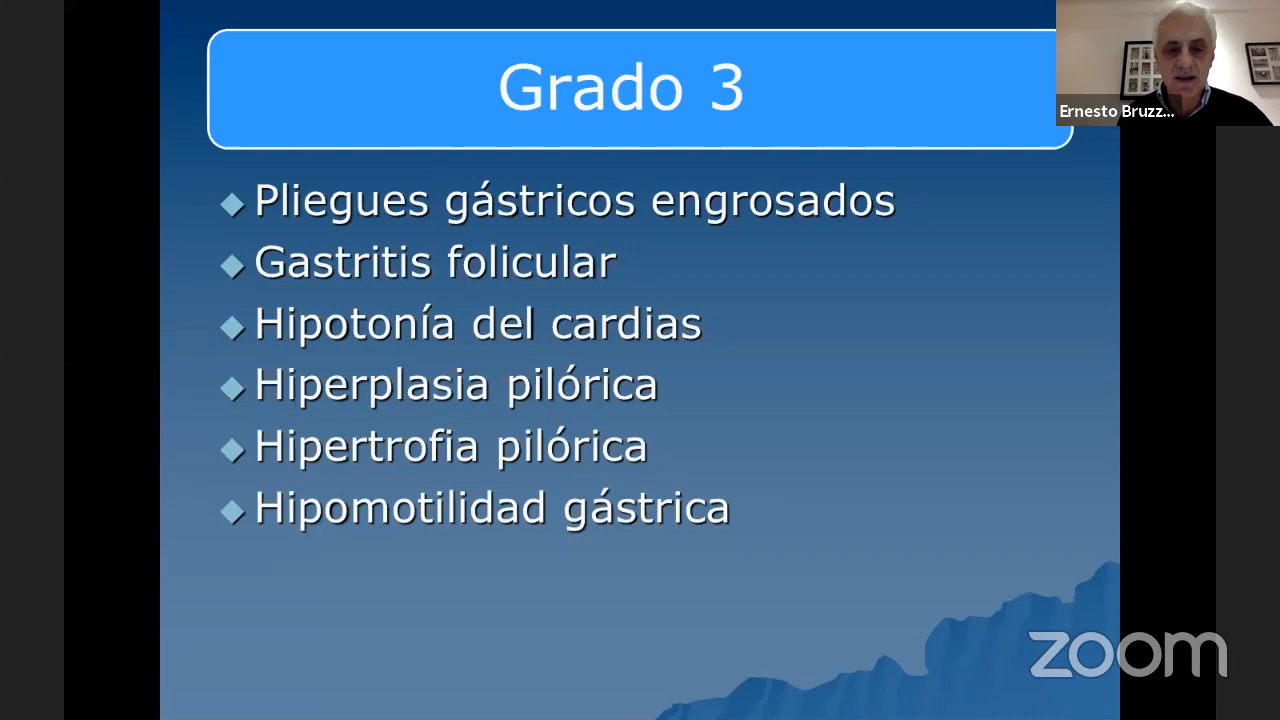 Grado 3
Ernesto Bruzz...
Pliegues gástricos engrosados
Gastritis folicular
Hipotonía del cardias
Hiperplasia pilórica
Hipertrofia pilórica
Hipomotilidad gástrica
zoom